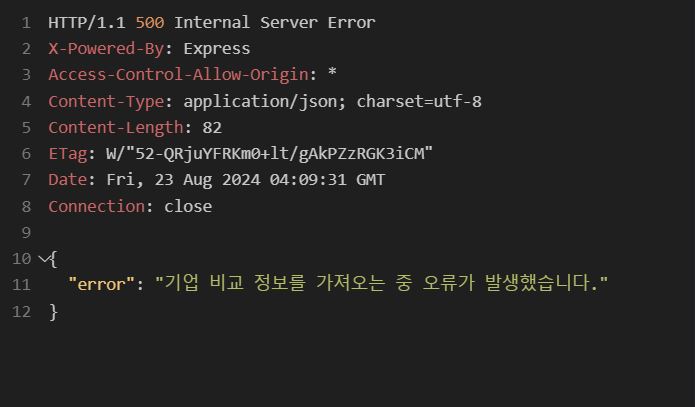 1 HTTP/1.1 500 Internal Server Error
2 X-Powered-By: Express
3 Access-Control-Allow-Origin: *
4 Content-Type: application/json; charset=utf-8
5 Content-Length: 82
6 ETag: W/"52-QRjuYFRKm0+lt/gAkPZzRGK3iCM"
7 Date: Fri, 23 Aug 2024 04:09:31 GMT
8 Connection: close
9
10 {
11 "error": "기업 비교 정보를 가져오는 중 오류가 발생했습니다."
12 }